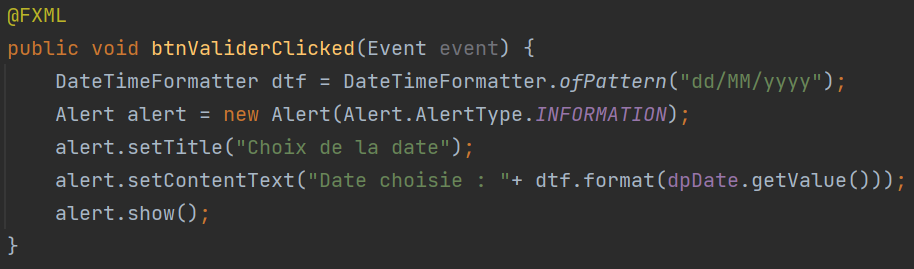 @FXML
public void btnValiderClicked(Event event) {
    DateTimeFormatter dtf = DateTimeFormatter.ofPattern("dd/MM/yyyy");
    Alert alert = new Alert(Alert.AlertType.INFORMATION);
    alert.setTitle("Choix de la date");
    alert.setContentText("Date choisie : "+ dtf.format(dpDate.getValue()));
    alert.show();
}